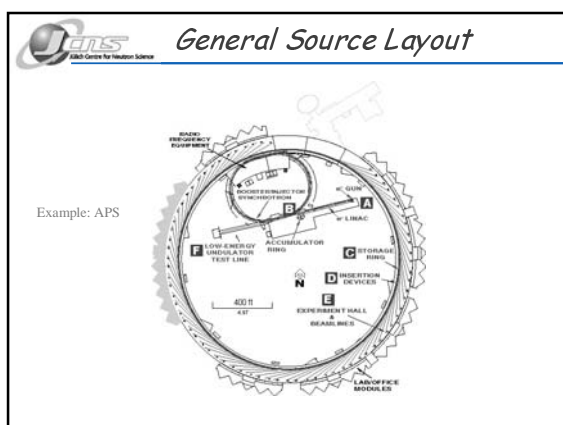 JCNS
Jülich Centre for Neutron Science
General Source Layout
Example: APS
RADIO
FREQUENCY
EQUIPMENT
BOOSTER/INJECTOR
SYNCHROTRON
e⁻ GUN
A
B
e⁻ LINAC
ACCUMULATOR
RING
F LOW-ENERGY
UNDULATOR
TEST LINE
C STORAGE
RING
D INSERTION
DEVICES
N
E
EXPERIMENT HALL
&
BEAMLINES
400 ft
LAB/OFFICE
MODULES